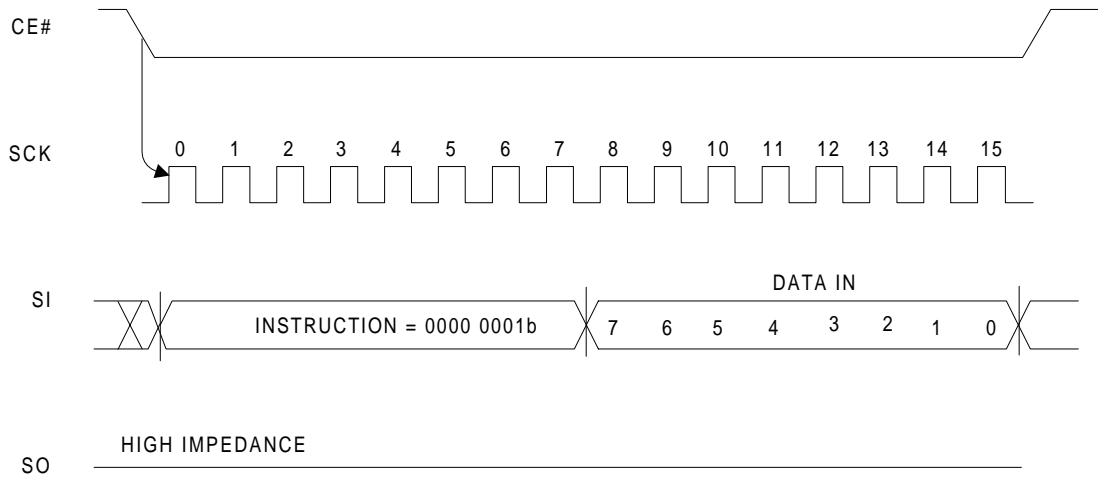 CE#
SCK
0 1 2 3 4 5 6 7 8 9 10 11 12 13 14 15
SI
DATA IN
INSTRUCTION = 0000 0001b
7 6 5 4 3 2 1 0
HIGH IMPEDANCE
SO